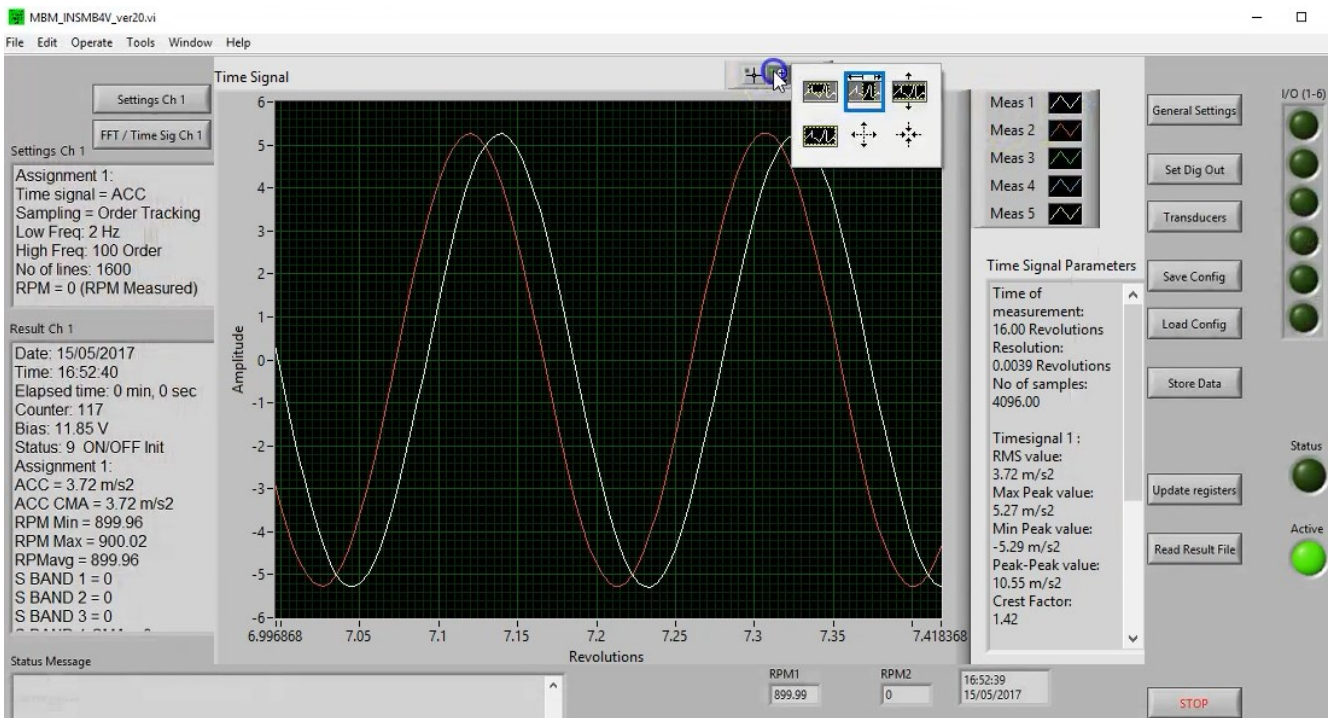 MBM_INSMB4V_ver20.vi
File Edit Operate Tools Window Help
Settings Ch 1
FFT / Time Sig Ch 1
Settings Ch 1
Assignment 1:
Time signal = ACC
Sampling = Order Tracking
Low Freq: 2 Hz
High Freq: 100 Order
No of lines: 1600
RPM = 0 (RPM Measured)
Result Ch 1
Date: 15/05/2017
Time: 16:52:40
Elapsed time: 0 min, 0 sec
Counter: 117
Bias: 11.85 V
Status: 9 ON/OFF Init
Assignment 1:
ACC = 3.72 m/s2
ACC CMA = 3.72 m/s2
RPM Min = 899.96
RPM Max = 900.02
RPMavg = 899.96
S BAND 1 = 0
S BAND 2 = 0
S BAND 3 = 0
Status Message
Time Signal
Amplitude
6
5
4
3
2
1
0
-1
-2
-3
-4
-5
-6
6.996868 7.05 7.1 7.15 7.2 7.25 7.3 7.35 7.418368
Revolutions
Meas 1
Meas 2
Meas 3
Meas 4
Meas 5
Time Signal Parameters
Time of
measurement:
16.00 Revolutions
Resolution:
0.0039 Revolutions
No of samples:
4096.00
Timesignal 1 :
RMS value:
3.72 m/s2
Max Peak value:
5.27 m/s2
Min Peak value:
-5.29 m/s2
Peak-Peak value:
10.55 m/s2
Crest Factor:
1.42
RPM1
899.99
RPM2
0
16:52:39
15/05/2017
General Settings
Set Dig Out
Transducers
Save Config
Load Config
Store Data
Update registers
Read Result File
STOP
I/O (1-6)
Status
Active